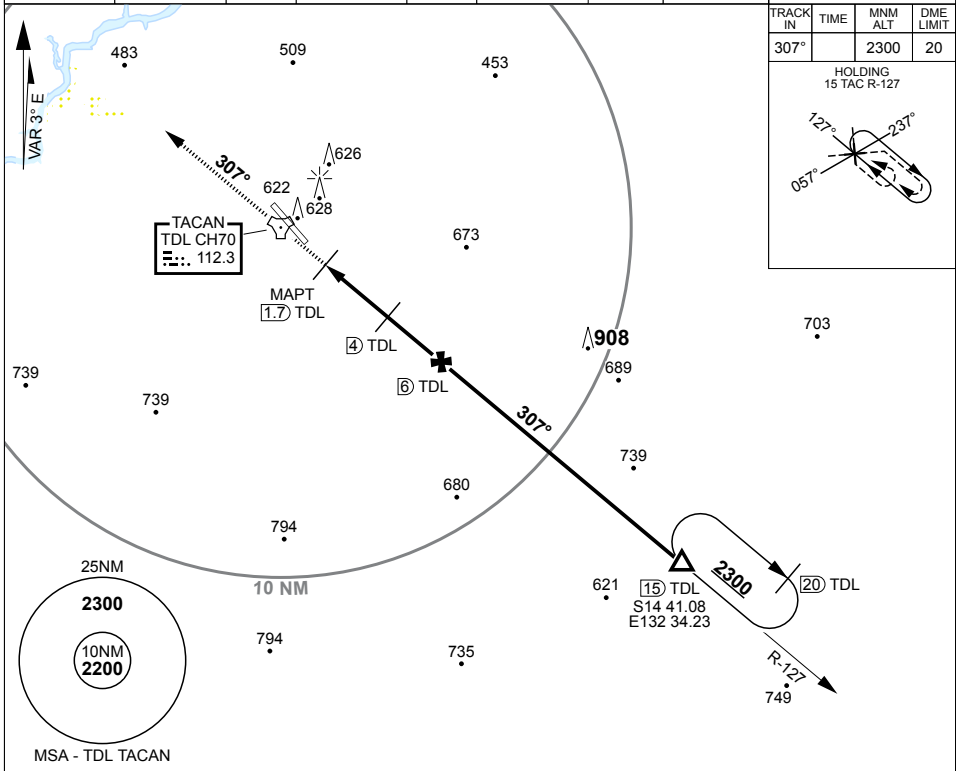 TRACK IN TIME MNM ALT DME LIMIT
307° 2300 20
HOLDING
15 TAC R-127
127°
237°
057°
VAR 3° E
483
509
453
307°
626
622
628
TACAN
TDL CH70
112.3
673
MAPT
1.7 TDL
4 TDL
6 TDL
908
689
703
739
739
307°
739
680
794
10 NM
2300
20 TDL
15 TDL
S14 41.08
E132 34.23
621
R-127
749
794
735
25NM
2300
10NM
2200
MSA - TDL TACAN